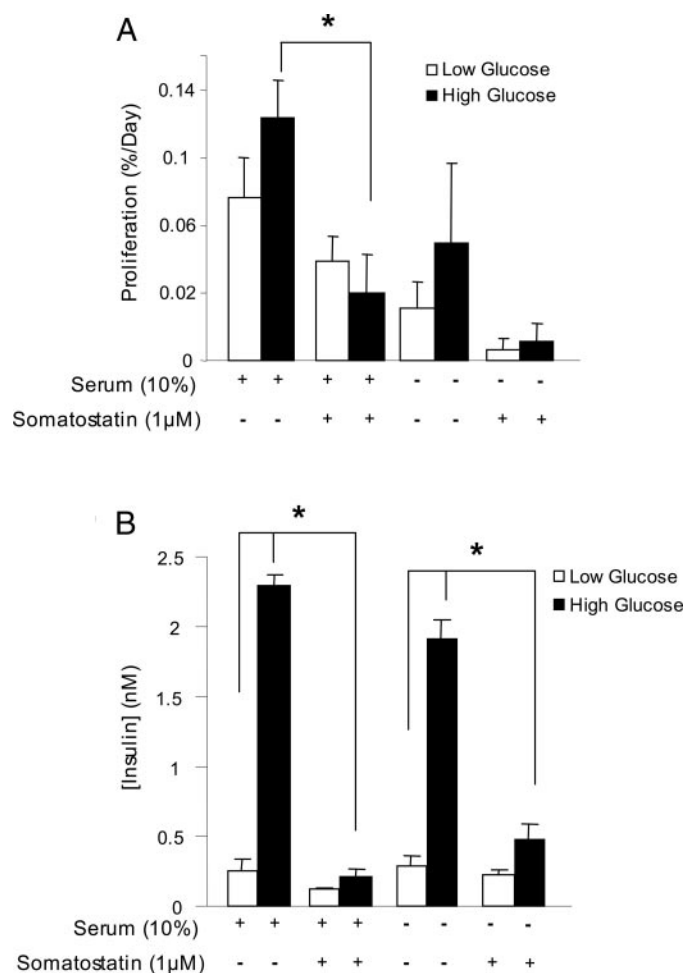 A
*
Low Glucose
High Glucose
0.14
0.1
0.06
0.02
0
Proliferation (%/Day)
Serum (10%) + + + + - - - -
Somatostatin (1µM) - - + + - - + +
B
*
*
Low Glucose
High Glucose
2.5
2
1.5
1
0.5
0
[Insulin] (nM)
Serum (10%) + + + + - - - -
Somatostatin (1µM) - - + + - - + +